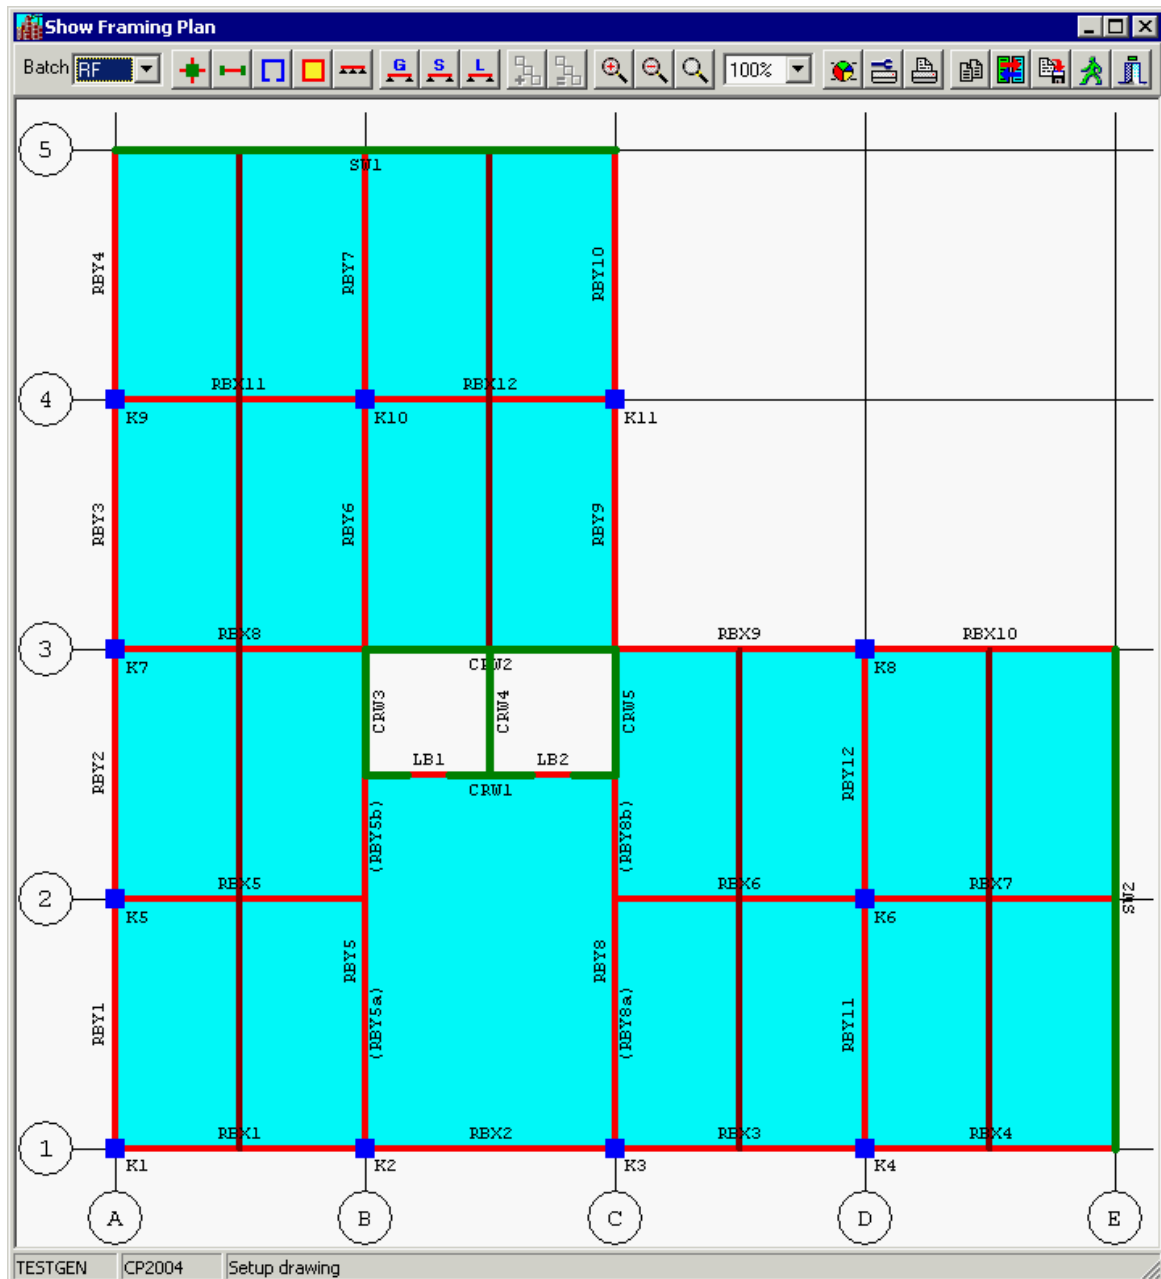 Show Framing Plan
Batch RF G S L 100%
5
SW1
RBY4
RBY7
RBY10
RBX11 RBX12
4
K9 K10 K11
RBY3
RBY6
RBY9
RBX8 RBX9 RBX10
3
K7 CRW2 K8
CRW3
CRW4
CRW5
RBY2
LB1 LB2
RBY12
CRW1
(RBY5b)
(RBY8b)
RBX5 RBX6 RBX7
2
SW2
K5 K6
RBY5
RBY8
RBY1
(RBY5a)
(RBY8a)
RBY11
RBX1 RBX2 RBX3 RBX4
1
K1 K2 K3 K4
A B C D E
TESTGEN CP2004 Setup drawing